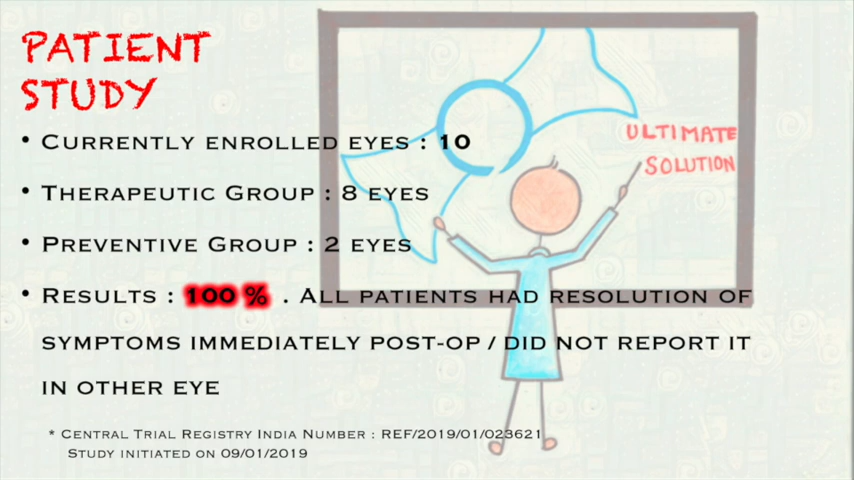 PATIENT
STUDY
• CURRENTLY ENROLLED EYES : 10
• THERAPEUTIC GROUP : 8 EYES
• PREVENTIVE GROUP : 2 EYES
• RESULTS : 100 % . ALL PATIENTS HAD RESOLUTION OF
SYMPTOMS IMMEDIATELY POST-OP / DID NOT REPORT IT
IN OTHER EYE
* CENTRAL TRIAL REGISTRY INDIA NUMBER : REF/2019/01/023621
STUDY INITIATED ON 09/01/2019
ULTIMATE
SOLUTION